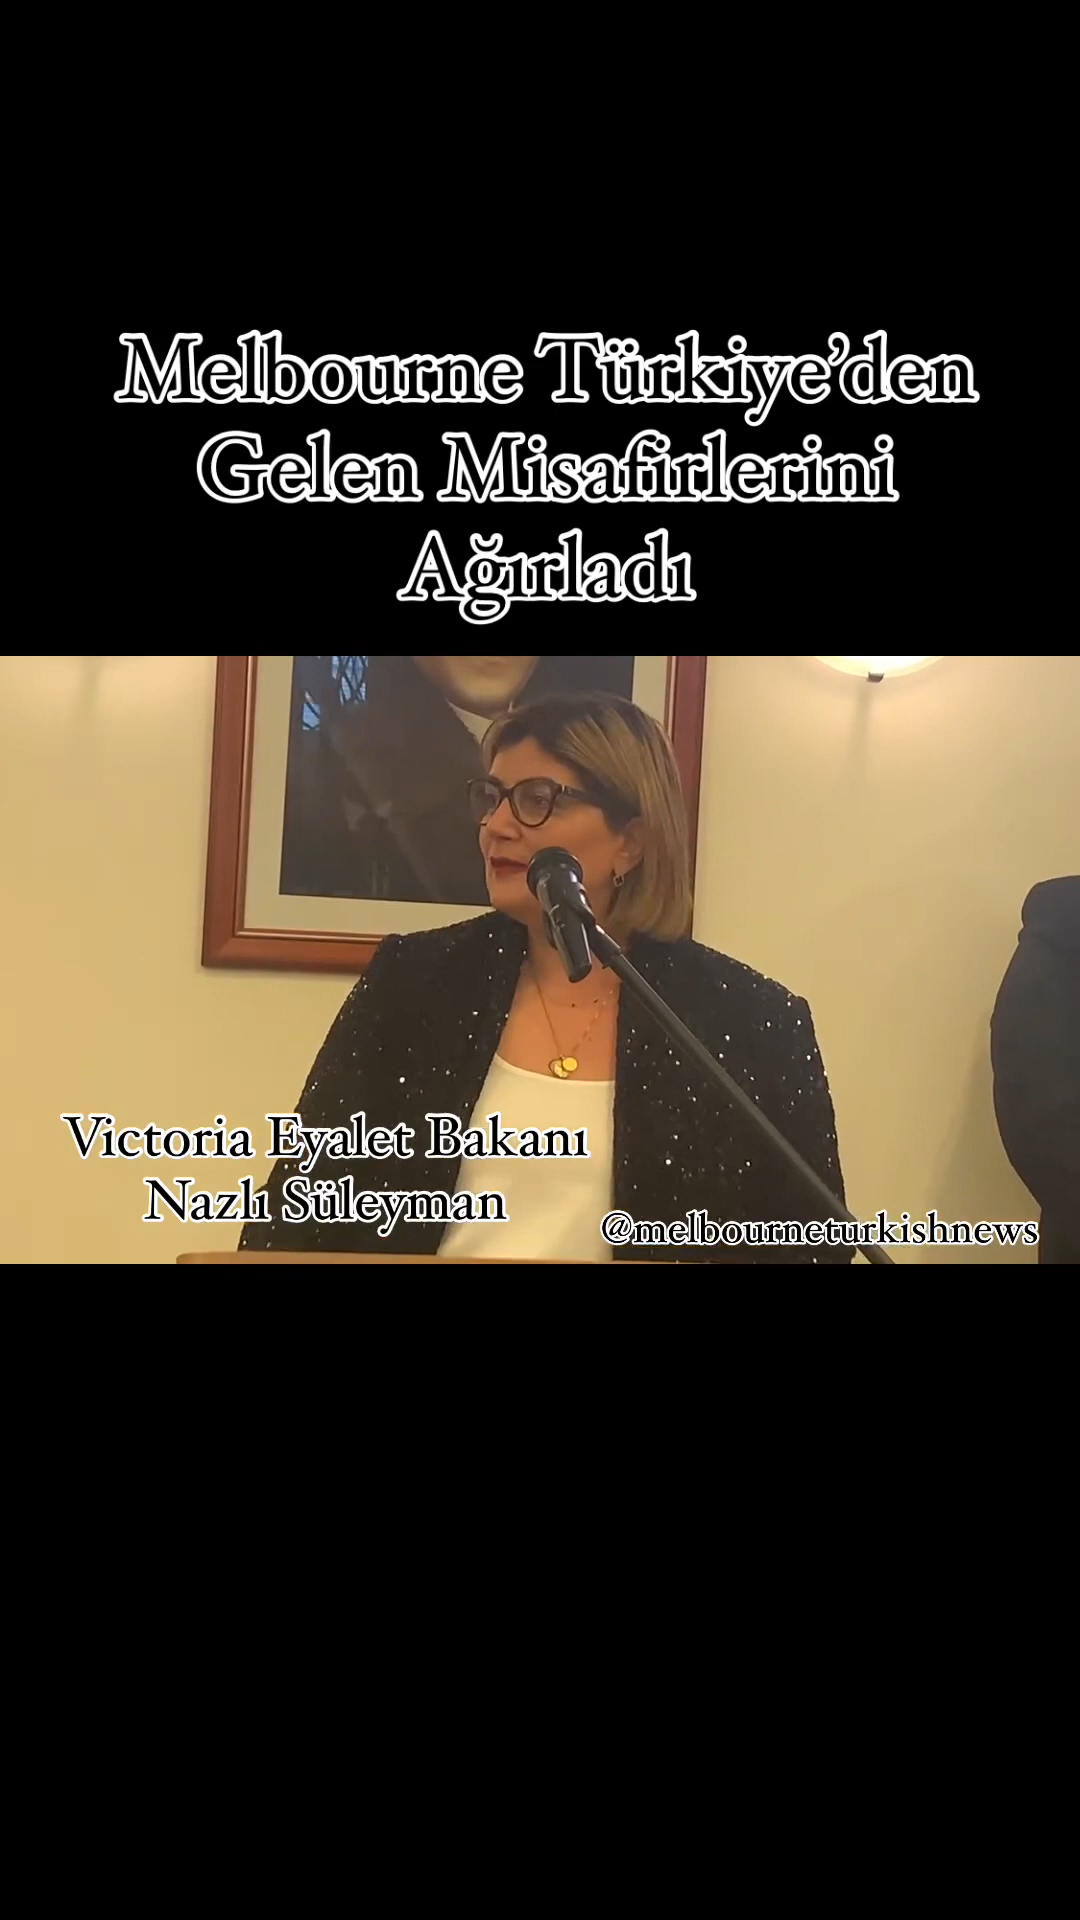 Melbourne Türkiye’den
Gelen Misafirlerini
Ağırladı
Victoria Eyalet Bakanı
Nazlı Süleyman
@melbourneturkishnews